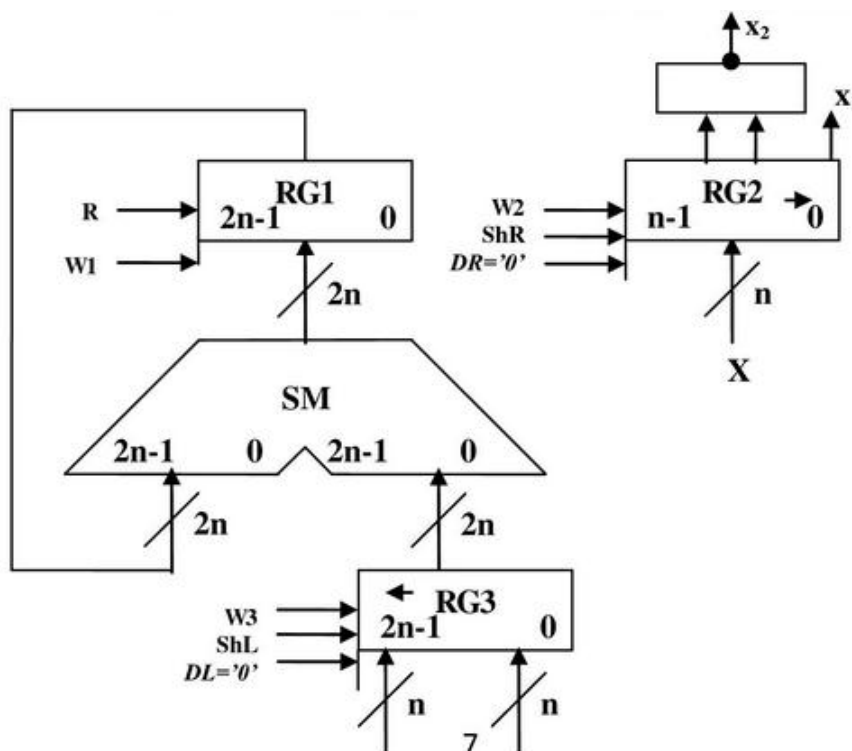 x₂
x
RG1
2n-1 0
R
W1
2n
RG2
n-1 0
W2
ShR
DR='0'
n
X
SM
2n-1 0 2n-1 0
2n 2n
RG3
2n-1 0
W3
ShL
DL='0'
n n
7